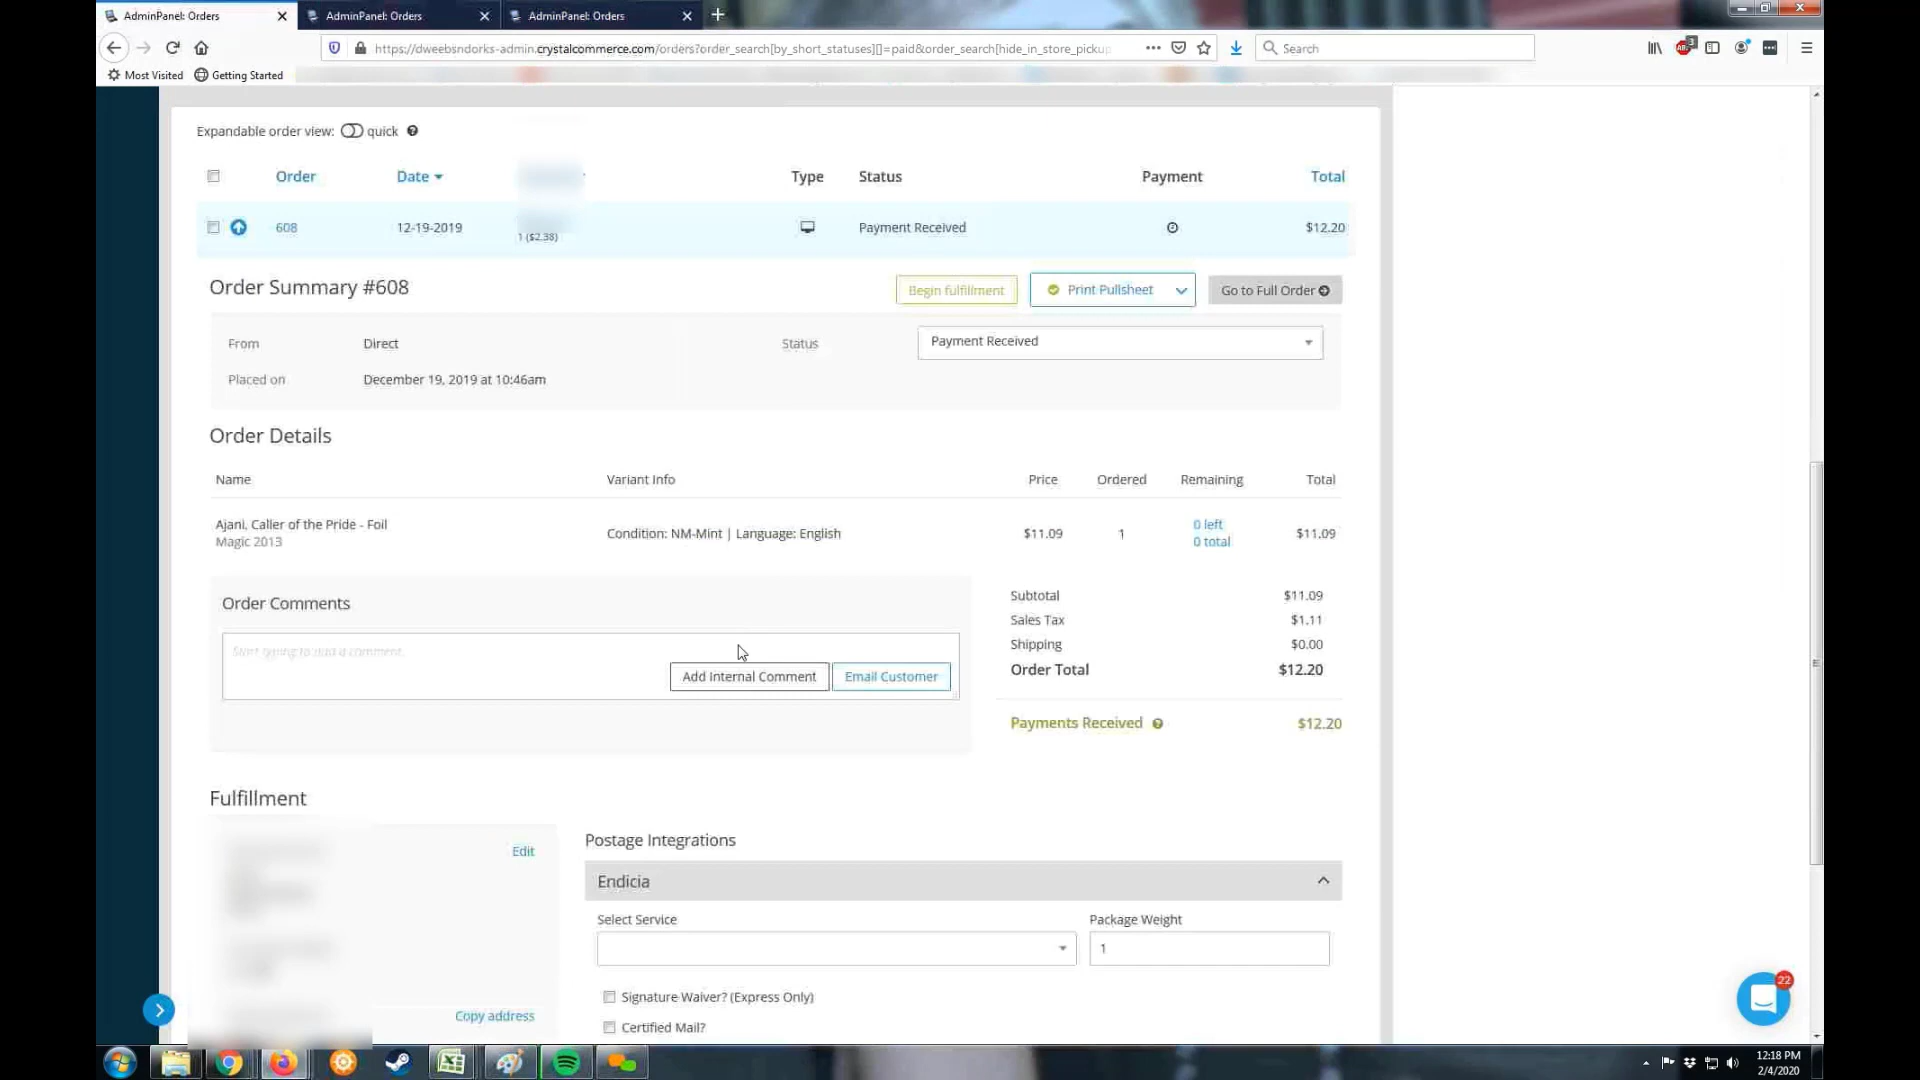 AdminPanel: Orders
AdminPanel: Orders
AdminPanel: Orders
https://dweebsndorks-admin.crystalcommerce.com/orders?order_search[by_short_statuses][]=paid&order_search[hide_in_store_pickup
Search
3
Most Visited
Getting Started
Expandable order view: quick
Order Date Type Status Payment Total
608 12-19-2019 Payment Received $12.20
1 ($2.38)
Order Summary #608
Begin fulfillment
Print Pullsheet
Go to Full Order
From Direct Status Payment Received
Placed on December 19, 2019 at 10:46am
Order Details
Name Variant Info Price Ordered Remaining Total
Ajani, Caller of the Pride - Foil
Magic 2013
Condition: NM-Mint | Language: English $11.09 1
0 left
0 total
$11.09
Order Comments
Start typing to add a comment.
Add Internal Comment
Email Customer
Subtotal $11.09
Sales Tax $1.11
Shipping $0.00
Order Total $12.20
Payments Received $12.20
Fulfillment
Edit
Copy address
Postage Integrations
Endicia
Select Service Package Weight
1
Signature Waiver? (Express Only)
Certified Mail?
22
12:18 PM
2/4/2020